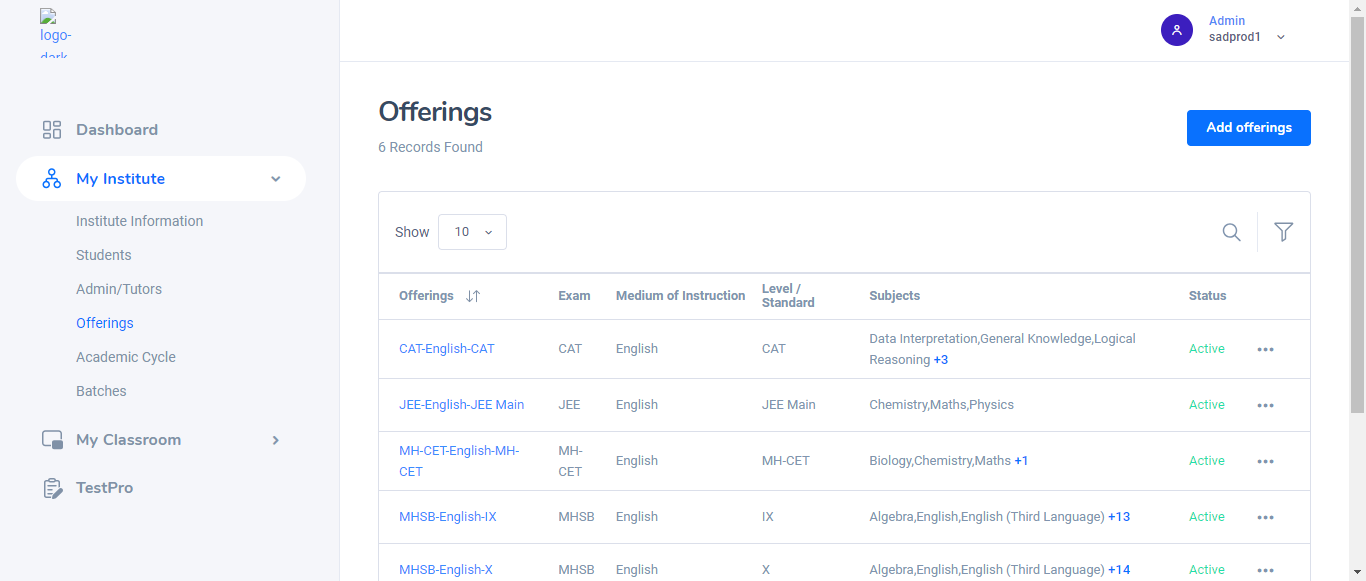 logo-
dark
Admin
sadprod1
Dashboard
My Institute
Institute Information
Students
Admin/Tutors
Offerings
Academic Cycle
Batches
My Classroom
TestPro
Offerings
6 Records Found
Add offerings
Show 10
Offerings Exam Medium of Instruction Level / Standard Subjects Status
CAT-English-CAT CAT English CAT Data Interpretation,General Knowledge,Logical Reasoning +3 Active
JEE-English-JEE Main JEE English JEE Main Chemistry,Maths,Physics Active
MH-CET-English-MH-CET MH-CET English MH-CET Biology,Chemistry,Maths +1 Active
MHSB-English-IX MHSB English IX Algebra,English,English (Third Language) +13 Active
MHSB-English-X MHSB English X Algebra,English,English (Third Language) +14 Active